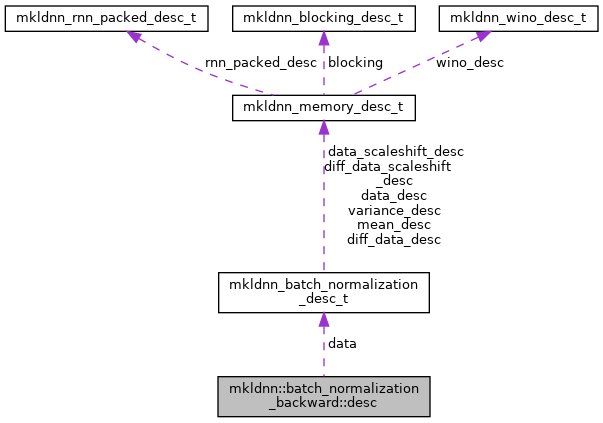 mkldnn_rnn_packed_desc_t
mkldnn_blocking_desc_t
mkldnn_wino_desc_t
rnn_packed_desc
blocking
wino_desc
mkldnn_memory_desc_t
data_scaleshift_desc
diff_data_scaleshift
_desc
data_desc
variance_desc
mean_desc
diff_data_desc
mkldnn_batch_normalization
_desc_t
data
mkldnn::batch_normalization
_backward::desc